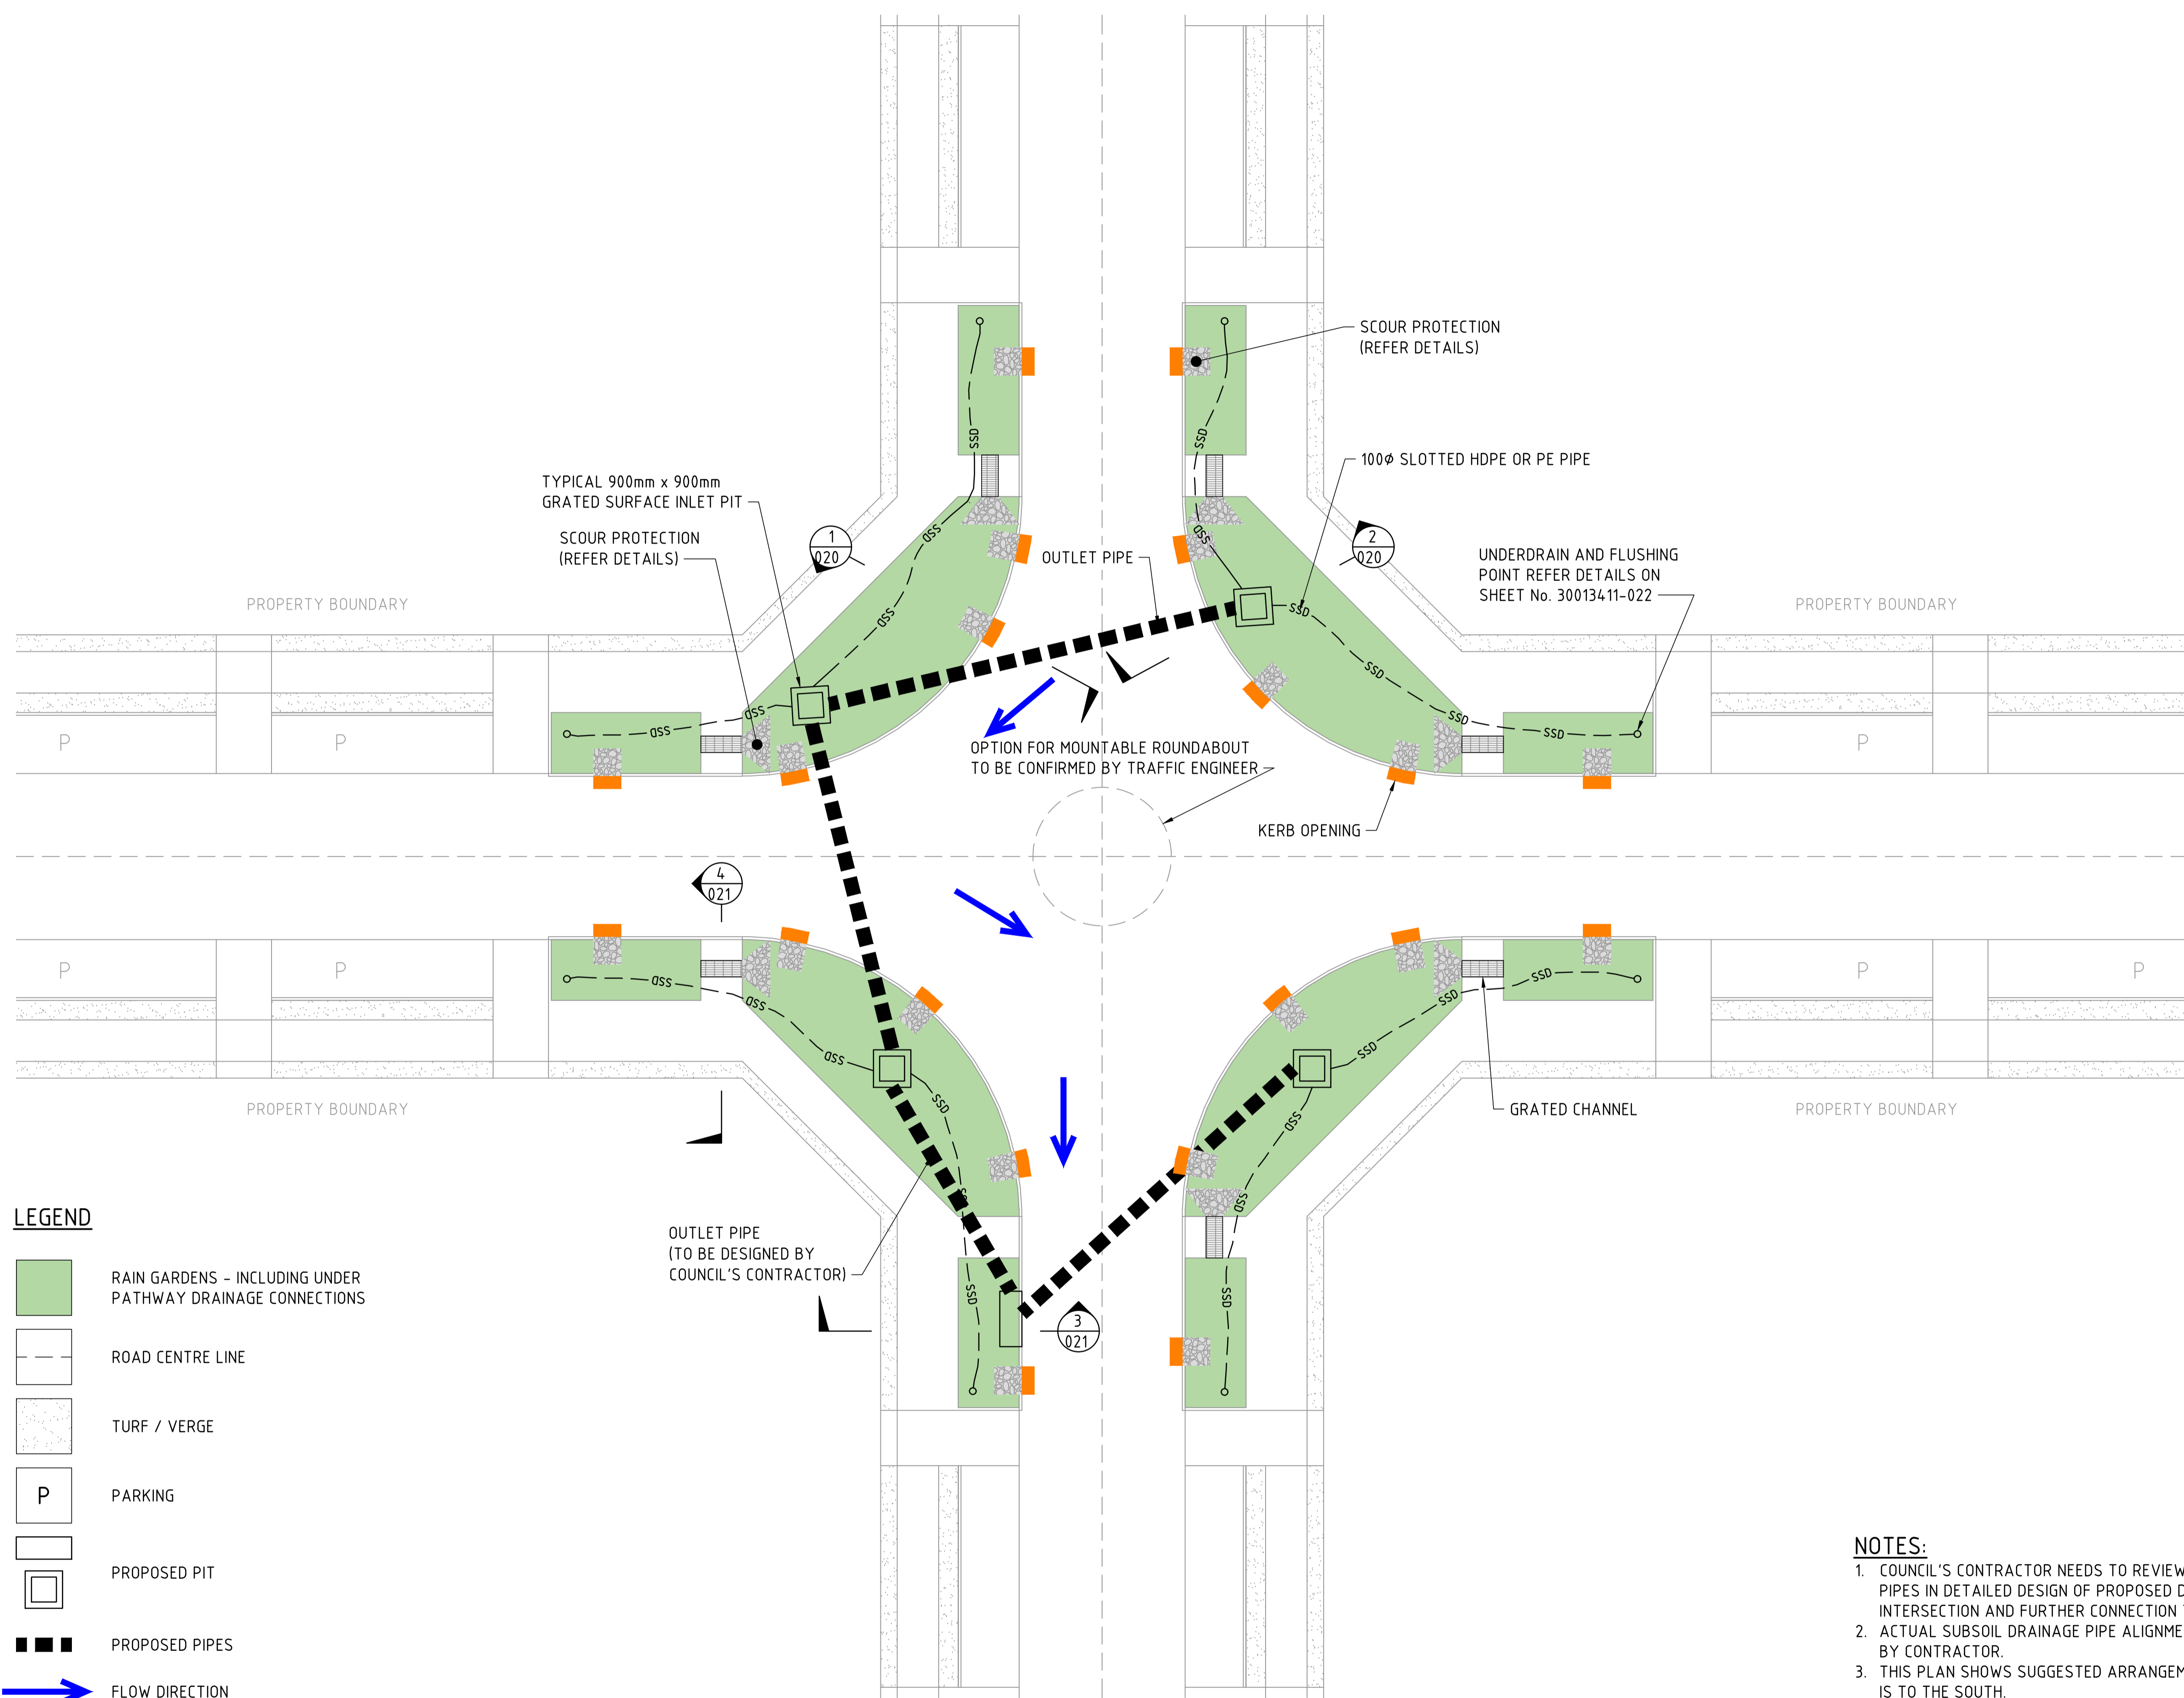 SCOUR PROTECTION
(REFER DETAILS)
SSD
SSD
TYPICAL 900mm x 900mm
GRATED SURFACE INLET PIT
100Ø SLOTTED HDPE OR PE PIPE
SCOUR PROTECTION
(REFER DETAILS)
1
020
SSD
OUTLET PIPE
SSD
2
020
UNDERDRAIN AND FLUSHING
POINT REFER DETAILS ON
SHEET No. 30013411-022
PROPERTY BOUNDARY
SSD
SSD
PROPERTY BOUNDARY
SSD
P
P
SSD
SSD
SSD
SSD
P
OPTION FOR MOUNTABLE ROUNDABOUT
TO BE CONFIRMED BY TRAFFIC ENGINEER
KERB OPENING
4
021
P
P
SSD
SSD
SSD
SSD
P
P
SSD
SSD
PROPERTY BOUNDARY
SSD
SSD
GRATED CHANNEL
PROPERTY BOUNDARY
SSD
SSD
OUTLET PIPE
(TO BE DESIGNED BY
COUNCIL'S CONTRACTOR)
SSD
SSD
3
021
LEGEND
RAIN GARDENS - INCLUDING UNDER
PATHWAY DRAINAGE CONNECTIONS
ROAD CENTRE LINE
TURF / VERGE
P
PARKING
PROPOSED PIT
PROPOSED PIPES
FLOW DIRECTION
NOTES:
1. COUNCIL'S CONTRACTOR NEEDS TO REVIEW
PIPES IN DETAILED DESIGN OF PROPOSED
INTERSECTION AND FURTHER CONNECTION
2. ACTUAL SUBSOIL DRAINAGE PIPE
BY CONTRACTOR.
3. THIS PLAN SHOWS SUGGESTED
IS TO THE SOUTH.